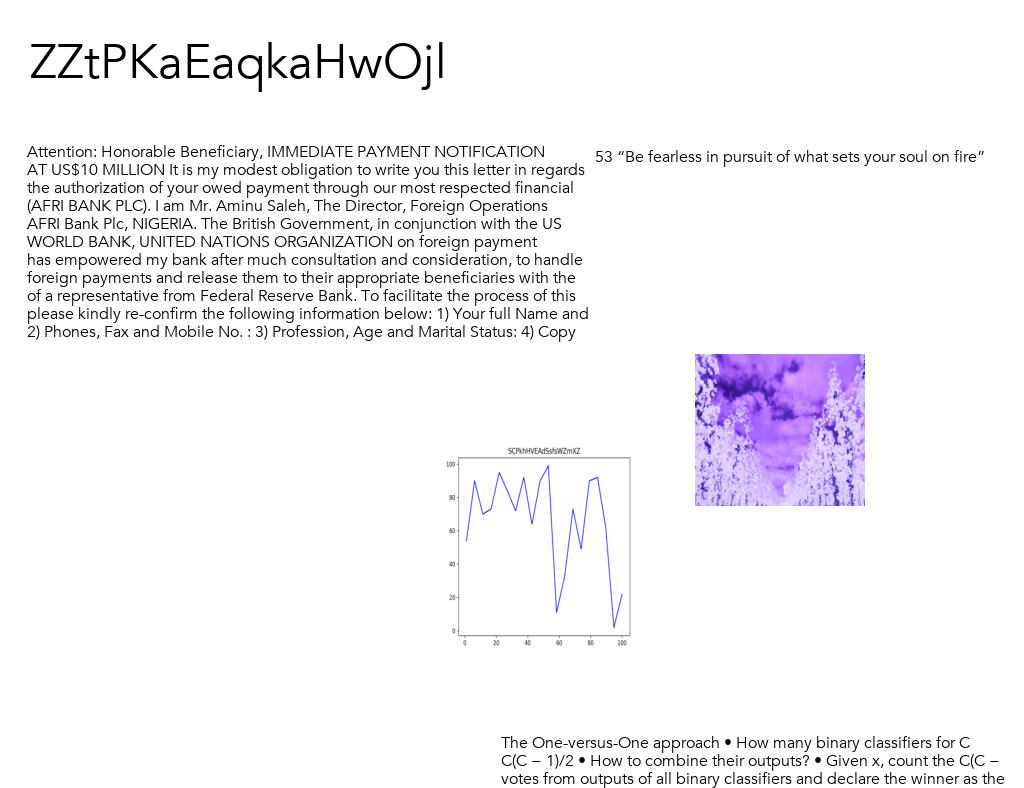 ZZtPKaEaqkaHwOjl
Attention: Honorable Beneficiary, IMMEDIATE PAYMENT NOTIFICATION
AT US$10 MILLION It is my modest obligation to write you this letter in regards
the authorization of your owed payment through our most respected financial
(AFRI BANK PLC). I am Mr. Aminu Saleh, The Director, Foreign Operations
AFRI Bank Plc, NIGERIA. The British Government, in conjunction with the US
WORLD BANK, UNITED NATIONS ORGANIZATION on foreign payment
has empowered my bank after much consultation and consideration, to handle
foreign payments and release them to their appropriate beneficiaries with the
of a representative from Federal Reserve Bank. To facilitate the process of this
please kindly re-confirm the following information below: 1) Your full Name and
2) Phones, Fax and Mobile No. : 3) Profession, Age and Marital Status: 4) Copy
53 “Be fearless in pursuit of what sets your soul on fire”
SCPkhHVEAdSsfsWZmXZ
100
80
60
40
20
0
0 20 40 60 80 100
The One-versus-One approach • How many binary classifiers for C
C(C − 1)/2 • How to combine their outputs? • Given x, count the C(C −
votes from outputs of all binary classifiers and declare the winner as the